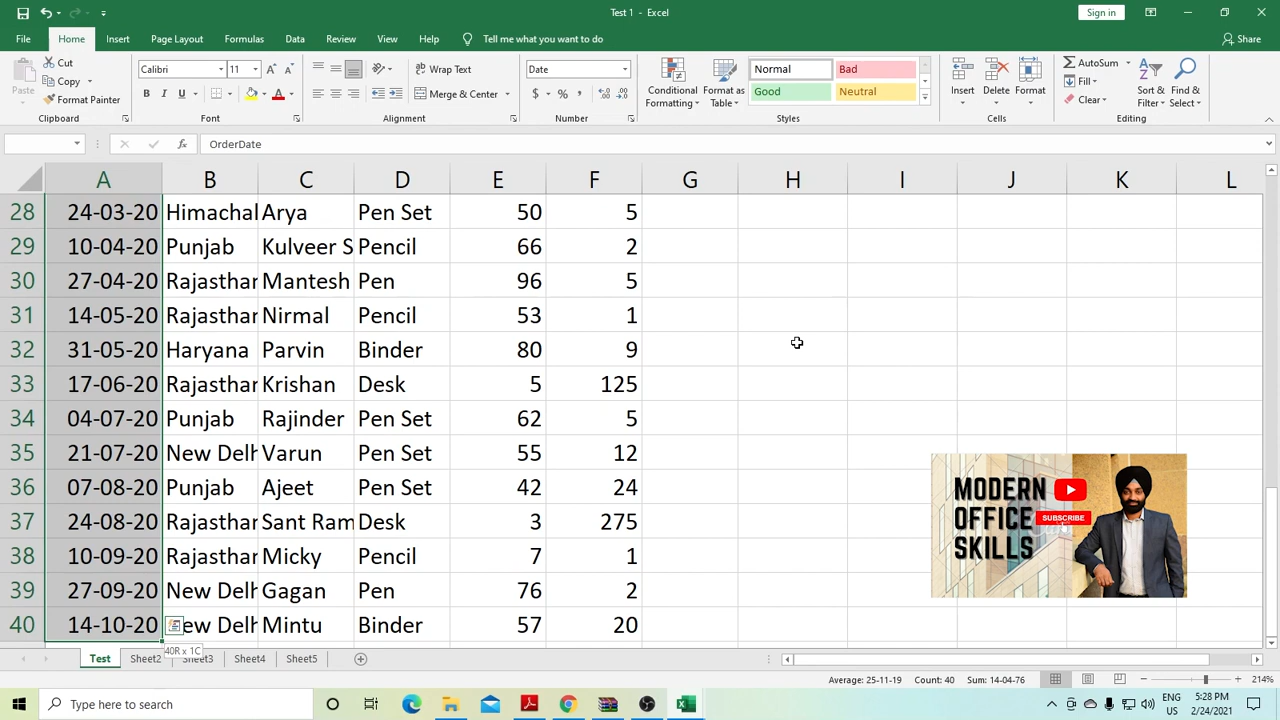 Test 1 - Excel
Sign in
File Home Insert Page Layout Formulas Data Review View Help Tell me what you want to do Share
Paste Cut Copy Format Painter Clipboard
Calibri 11 B I U A A A Font
Wrap Text Merge & Center Alignment
Date $ % , Number
Conditional Formatting Format as Table Normal Bad Good Neutral Styles
Insert Delete Format Cells
AutoSum Fill Clear Sort & Filter Find & Select Editing
fx OrderDate
A B C D E F G H I J K L
28 24-03-20 Himachal Arya Pen Set 50 5
29 10-04-20 Punjab Kulveer S Pencil 66 2
30 27-04-20 Rajasthan Mantesh Pen 96 5
31 14-05-20 Rajasthan Nirmal Pencil 53 1
32 31-05-20 Haryana Parvin Binder 80 9
33 17-06-20 Rajasthan Krishan Desk 5 125
34 04-07-20 Punjab Rajinder Pen Set 62 5
35 21-07-20 New Delh Varun Pen Set 55 12
36 07-08-20 Punjab Ajeet Pen Set 42 24
37 24-08-20 Rajasthan Sant Ram Desk 3 275
38 10-09-20 Rajasthan Micky Pencil 7 1
39 27-09-20 New Delh Gagan Pen 76 2
40 14-10-20 ew Delh Mintu Binder 57 20
MODERN
OFFICE SUBSCRIBE
SKILLS
40R x 1C
Test Sheet2 Sheet3 Sheet4 Sheet5
Average: 25-11-19 Count: 40 Sum: 14-04-76 214%
Type here to search
ENG
US
5:28 PM
2/24/2021